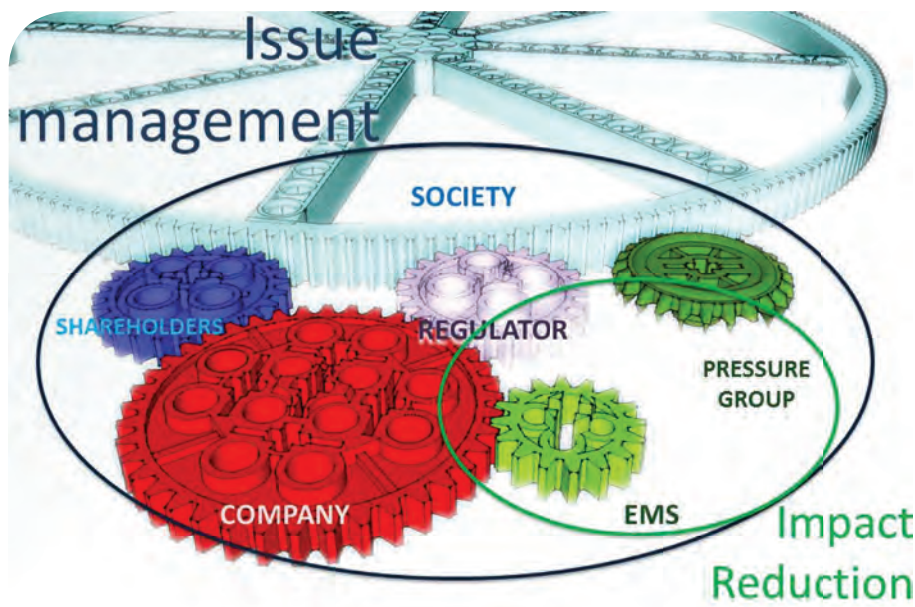 Issue
management
SOCIETY
SHAREHOLDERS
REGULATOR
PRESSURE
GROUP
COMPANY
EMS
Impact
Reduction